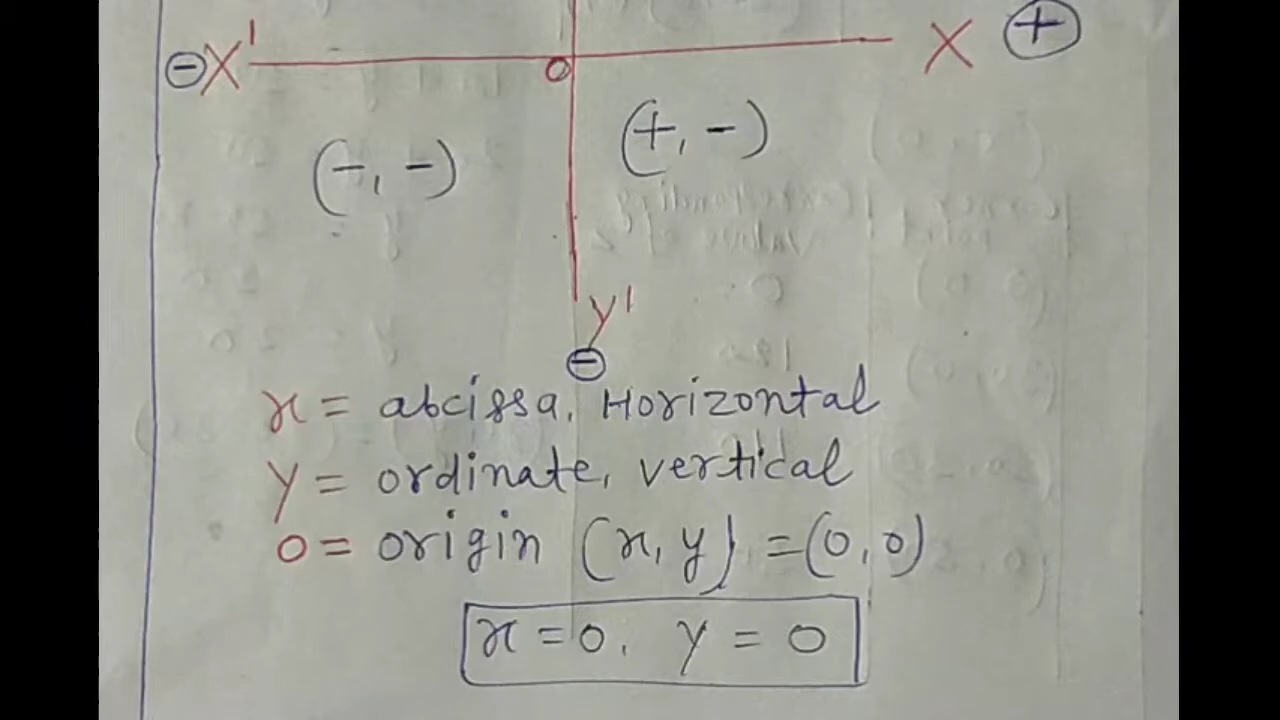 ⊖X' O X ⊕
(-, -) (+, -)
Y'
⊖
x = abcissa, Horizontal
y = ordinate, vertical
o = origin (x, y) = (0, 0)
x = 0, y = 0